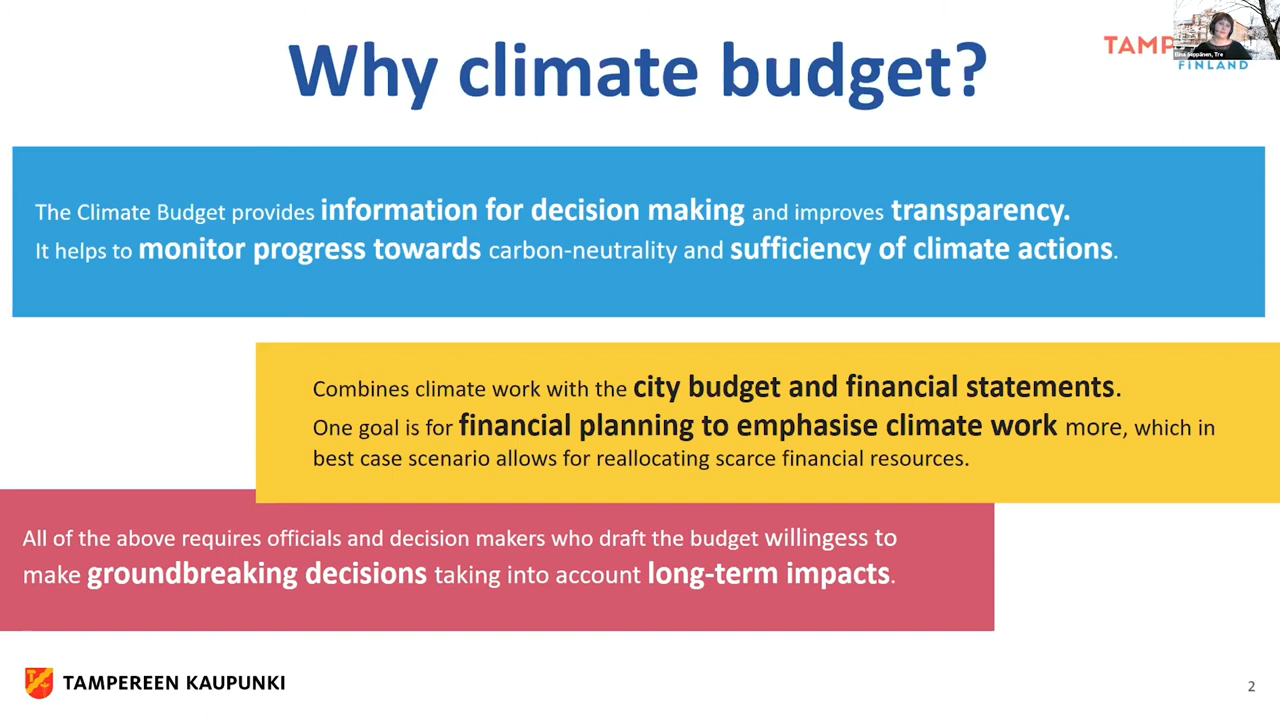 Why climate budget?
TAMP
FINLAND
Seppänen, Tre
The Climate Budget provides information for decision making and improves transparency.
It helps to monitor progress towards carbon-neutrality and sufficiency of climate actions.
Combines climate work with the city budget and financial statements.
One goal is for financial planning to emphasise climate work more, which in
best case scenario allows for reallocating scarce financial resources.
All of the above requires officials and decision makers who draft the budget willingess to
make groundbreaking decisions taking into account long-term impacts.
TAMPEREEN KAUPUNKI
2